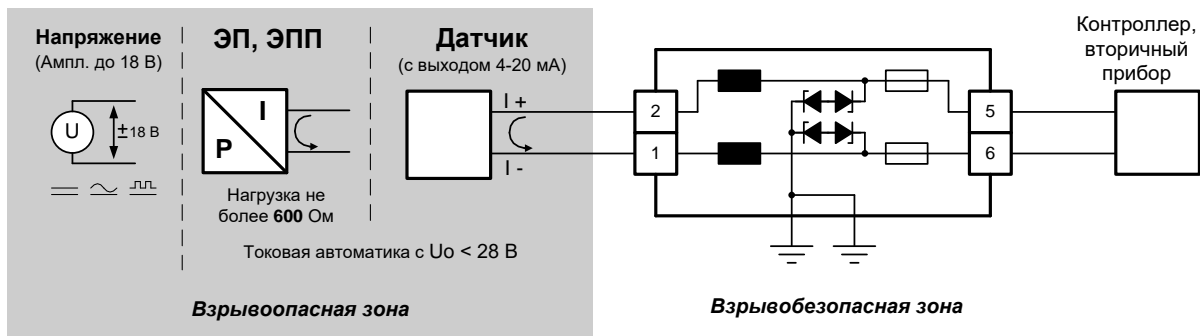 Напряжение
(Ампл. до 18 В)
U
±18 В
ЭП, ЭПП
I
P
Нагрузка не
более 600 Ом
Датчик
(с выходом 4-20 мА)
I +
I -
Токовая автоматика с Uo < 28 В
Взрывоопасная зона
2
1
5
6
Контроллер,
вторичный
прибор
Взрывобезопасная зона